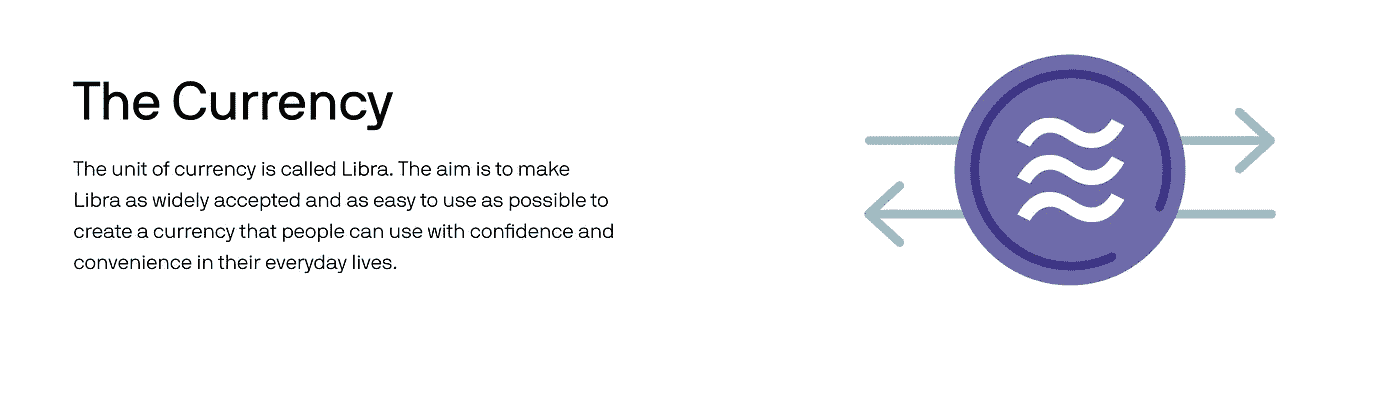 The Currency
The unit of currency is called Libra. The aim is to make
Libra as widely accepted and as easy to use as possible to
create a currency that people can use with confidence and
convenience in their everyday lives.